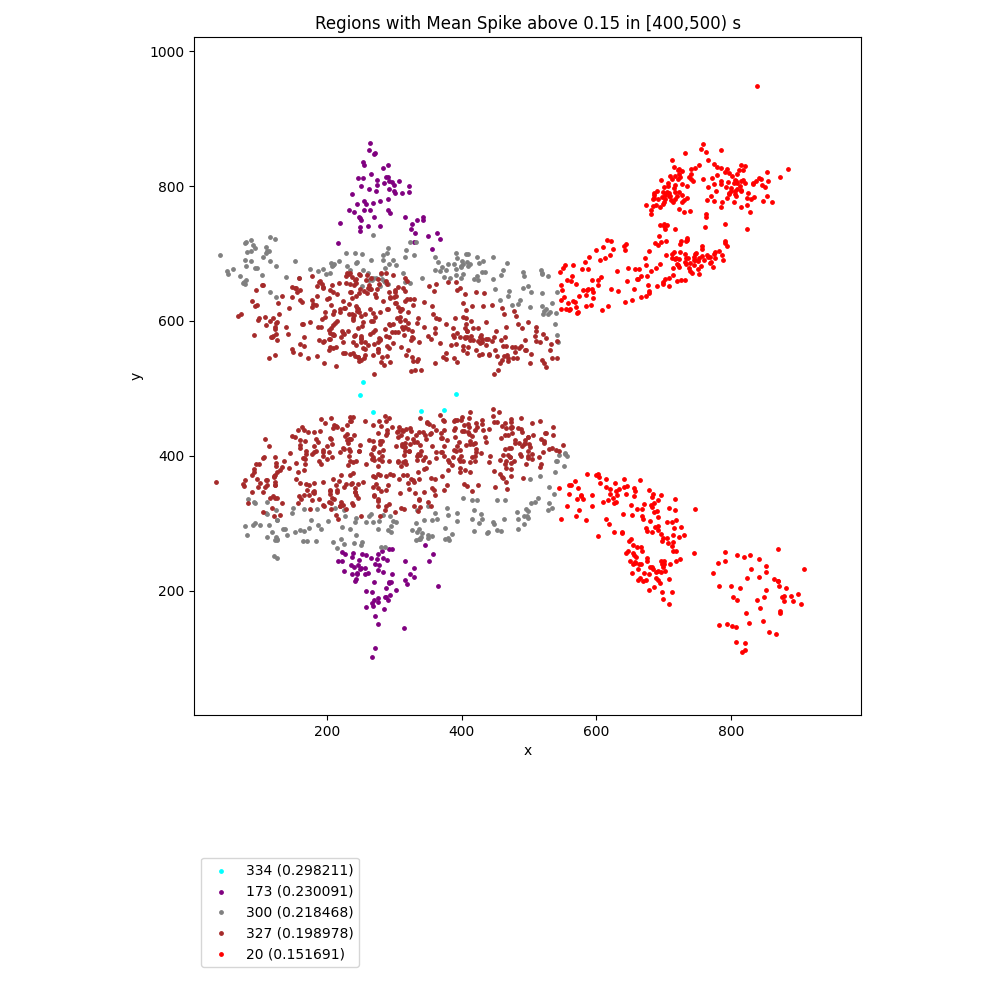 Regions with Mean Spike above 0.15 in [400,500) s
1000
800
600
400
200
y
200 400 600 800
x
334 (0.298211)
173 (0.230091)
300 (0.218468)
327 (0.198978)
20 (0.151691)